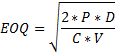 EOQ = √(2 * P * D / C * V)